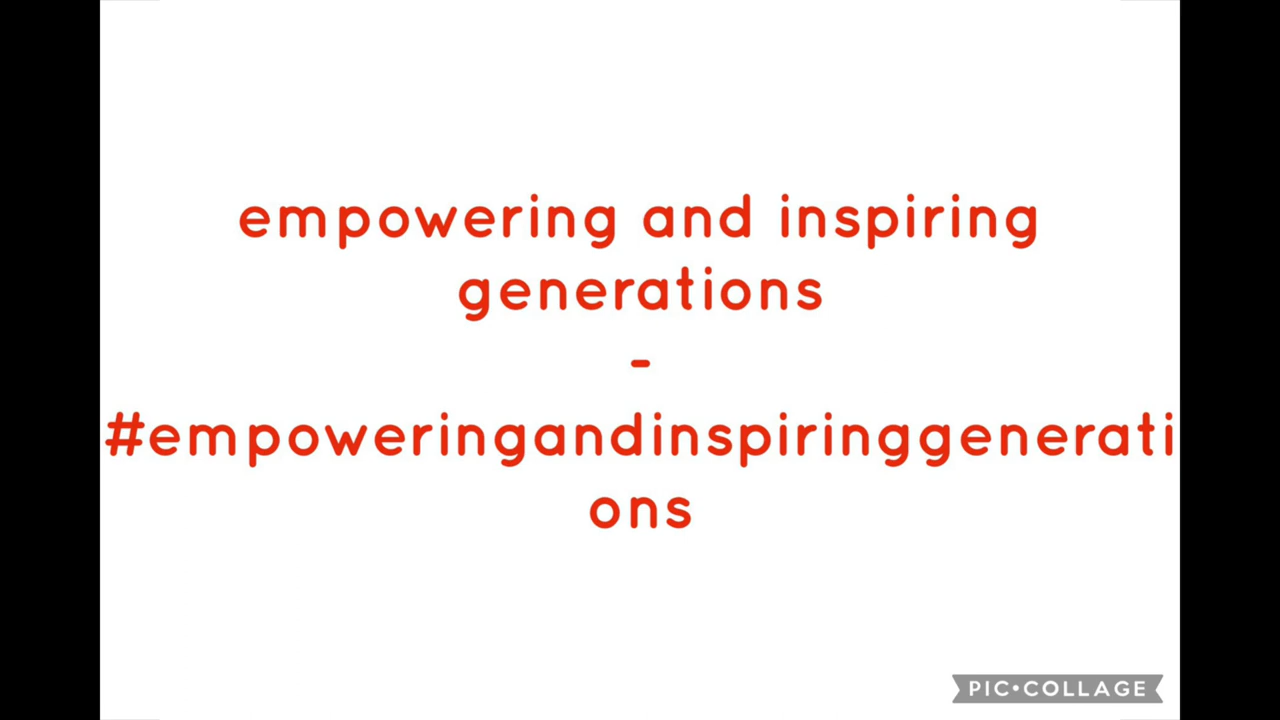 empowering and inspiring
generations
-
#empoweringandinspiringgenerati
ons
PIC•COLLAGE